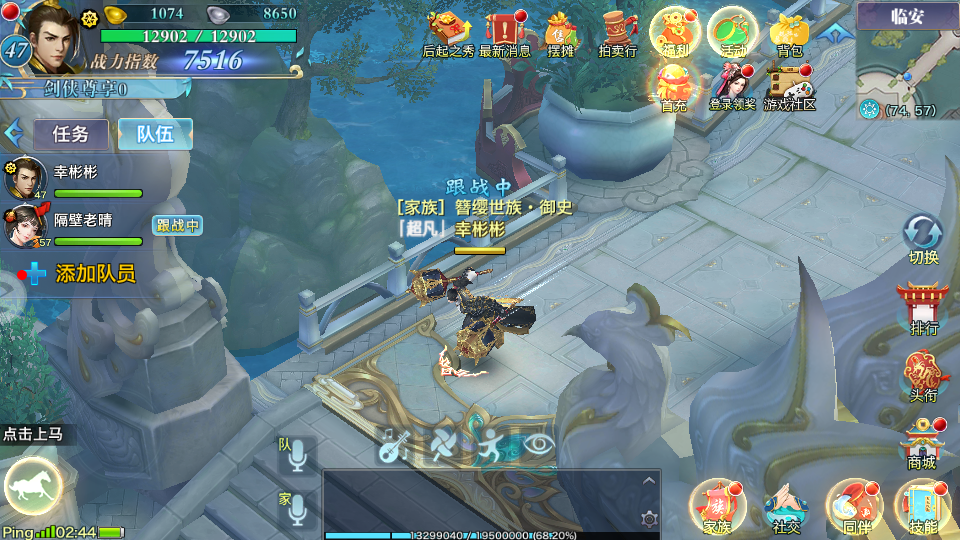 1074 8650
47
12902 / 12902
战力指数 7516
剑侠尊享0
后起之秀 最新消息 摆摊 拍卖行 福利 活动 背包
首充 登录领奖 游戏社区
临安
(74, 57)
任务 队伍
幸彬彬
47
隔壁老晴
57
跟战中
添加队员
跟战中
[家族] 簪缨世族·御史
「超凡」 幸彬彬
切换
排行
头衔
商城
点击上马
队
家
家族 社交 同伴 技能
Ping 02:44
13299040 / 19500000 (68.20%)